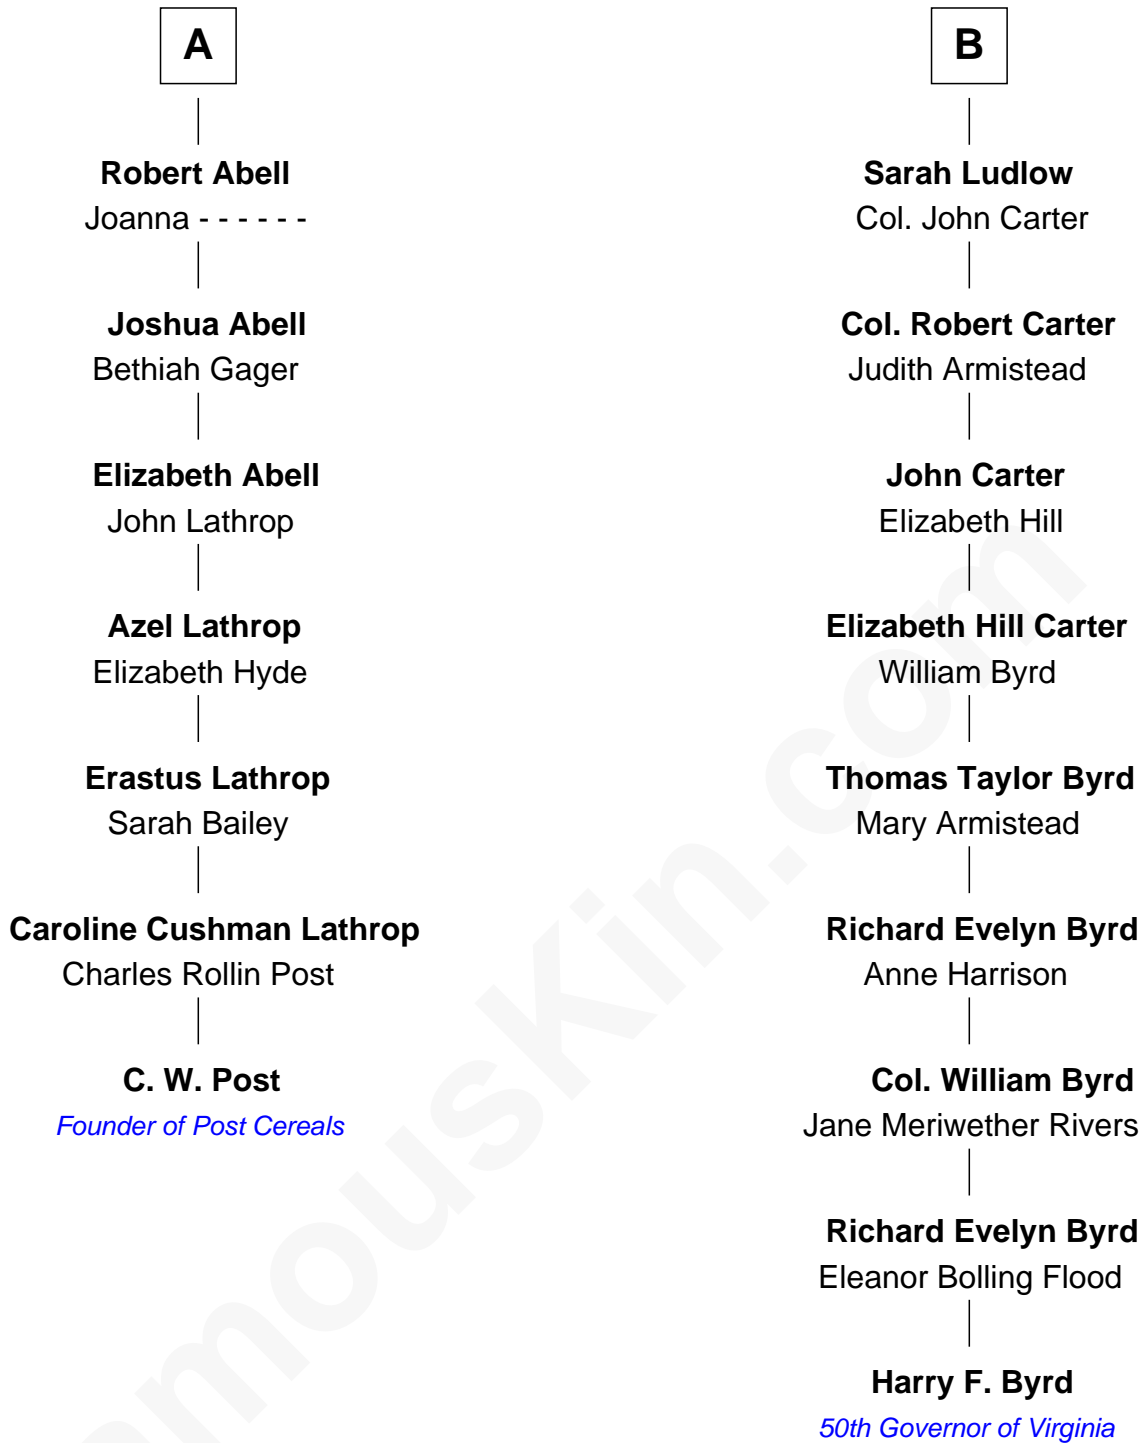 A
Robert Abell
Joanna - - - - - -
Joshua Abell
Bethiah Gager
Elizabeth Abell
John Lathrop
Azel Lathrop
Elizabeth Hyde
Erastus Lathrop
Sarah Bailey
Caroline Cushman Lathrop
Charles Rollin Post
C. W. Post
Founder of Post Cereals
B
Sarah Ludlow
Col. John Carter
Col. Robert Carter
Judith Armistead
John Carter
Elizabeth Hill
Elizabeth Hill Carter
William Byrd
Thomas Taylor Byrd
Mary Armistead
Richard Evelyn Byrd
Anne Harrison
Col. William Byrd
Jane Meriwether Rivers
Richard Evelyn Byrd
Eleanor Bolling Flood
Harry F. Byrd
50th Governor of Virginia
amouskin.com